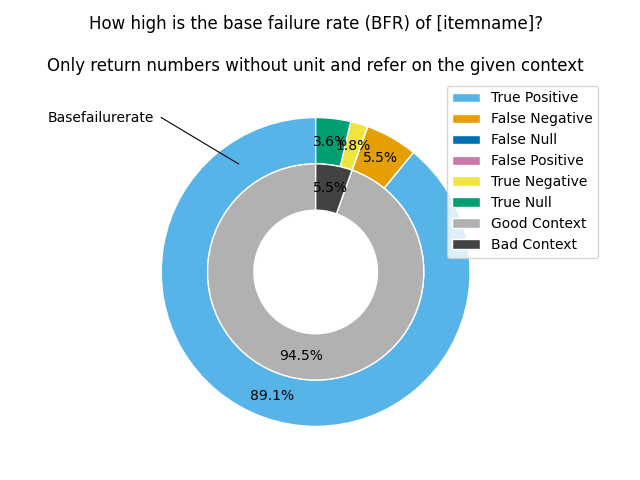 How high is the base failure rate (BFR) of [itemname]?
Only return numbers without unit and refer on the given context
Basefailurerate
True Positive
False Negative
False Null
False Positive
True Negative
True Null
Good Context
Bad Context
3.6%
1.8%
5.5%
5.5%
94.5%
89.1%